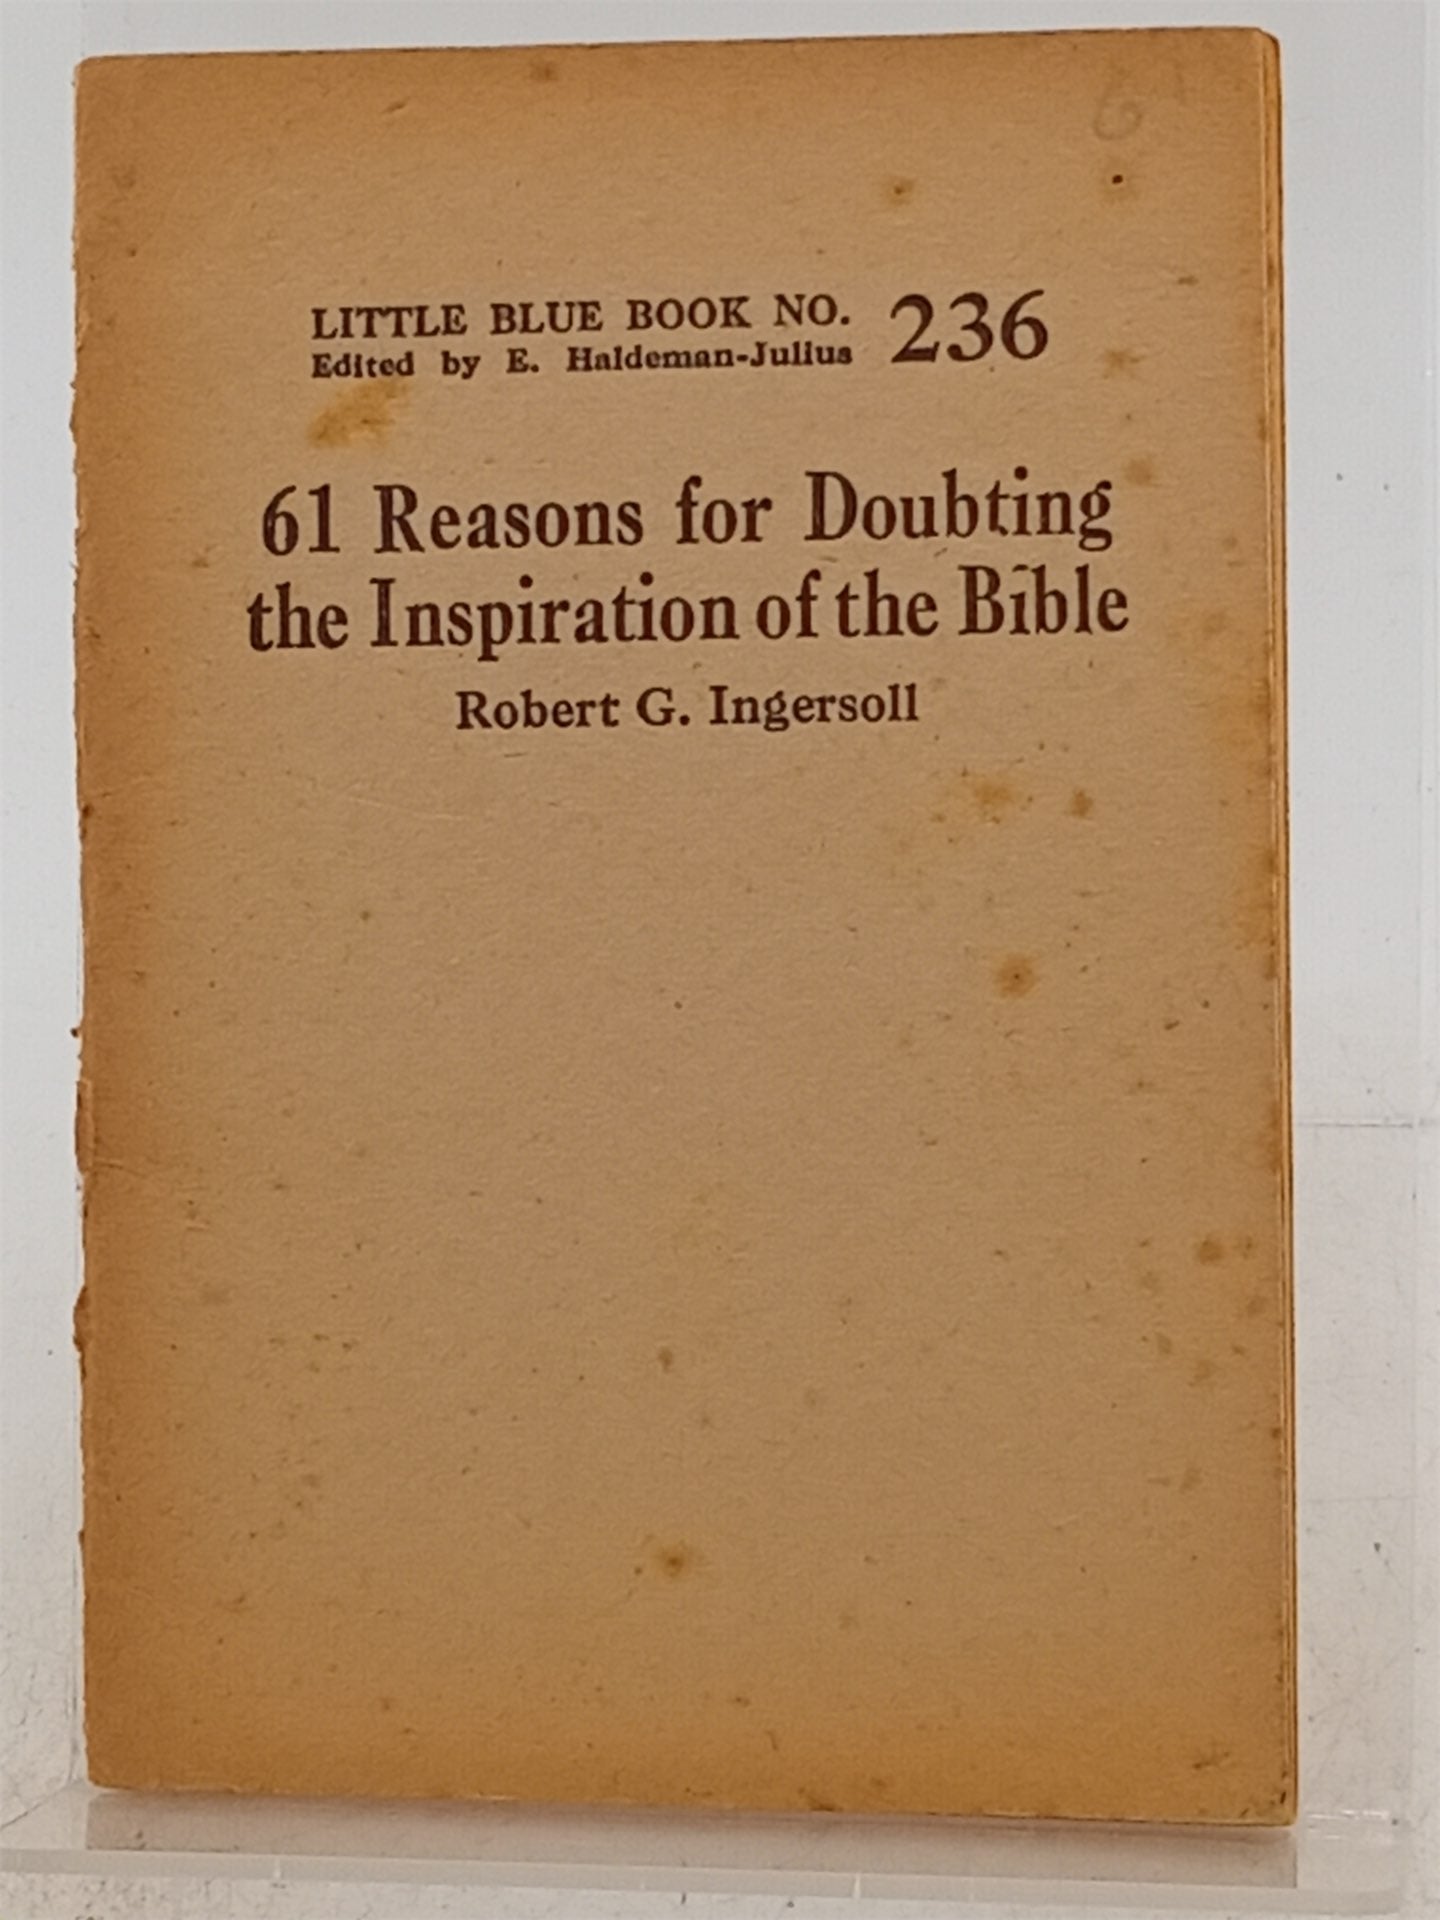 LITTLE BLUE BOOK NO. 236
Edited by E. Haldeman-Julius
61 Reasons for Doubting
the Inspiration of the Bible
Robert G. Ingersoll